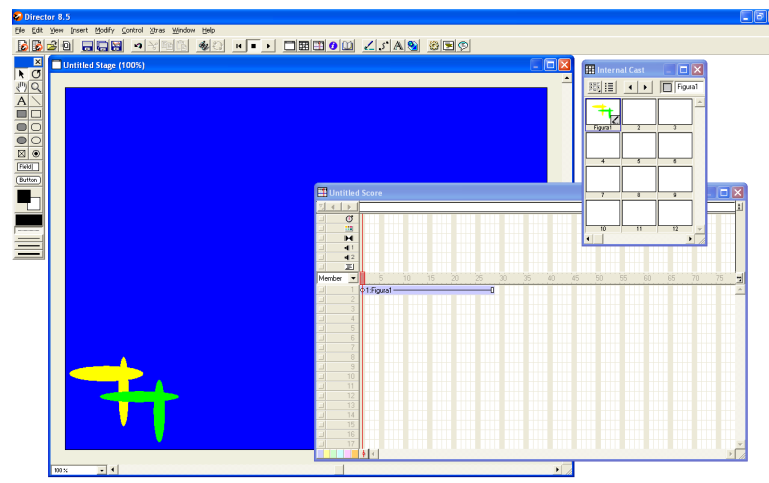 Director 8.5
File Edit View Insert Modify Control Xtras Window Help
Untitled Stage (100%)
Internal Cast
Figura1
Figura1 2 3
4 5 6
7 8 9
10 11 12
A
Field
Button
Untitled Score
1
2
Member 5 10 15 20 25 30 35 40 45 50 55 60 65 70 75
1 1:Figura1
2
3
4
5
6
7
8
9
10
11
12
13
14
15
16
17
100%